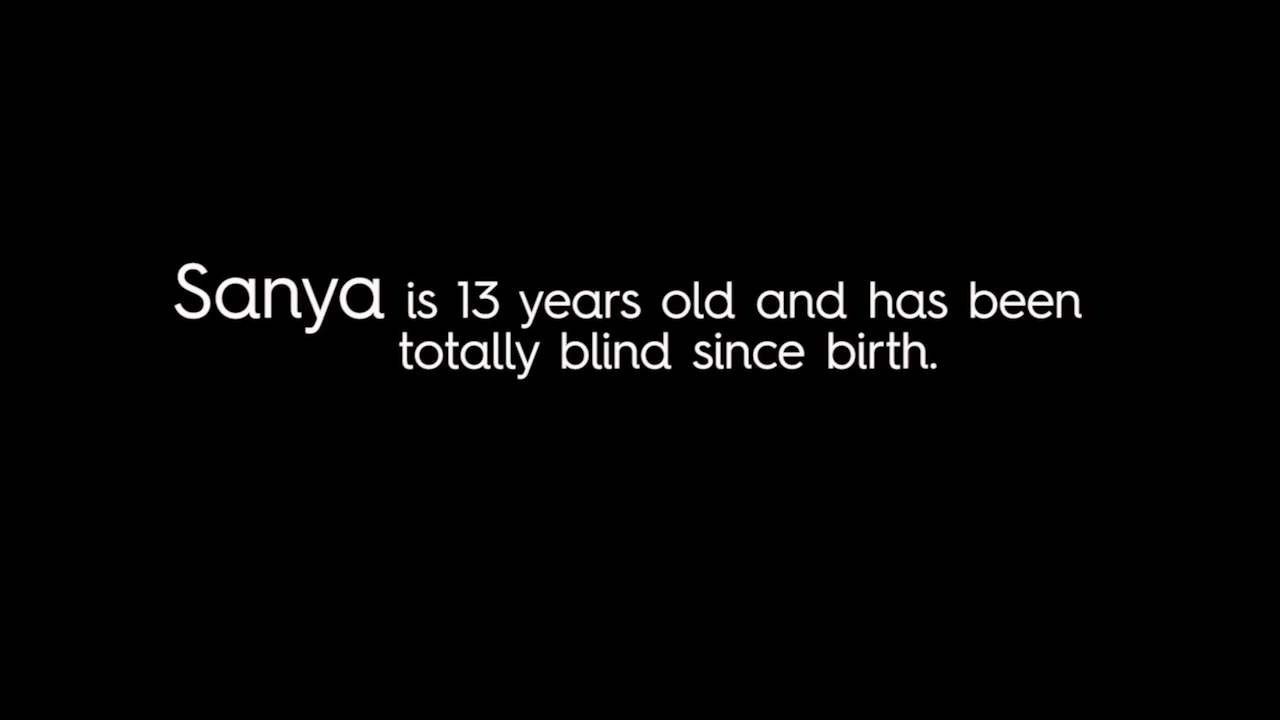 Sanya is 13 years old and has been
totally blind since birth.